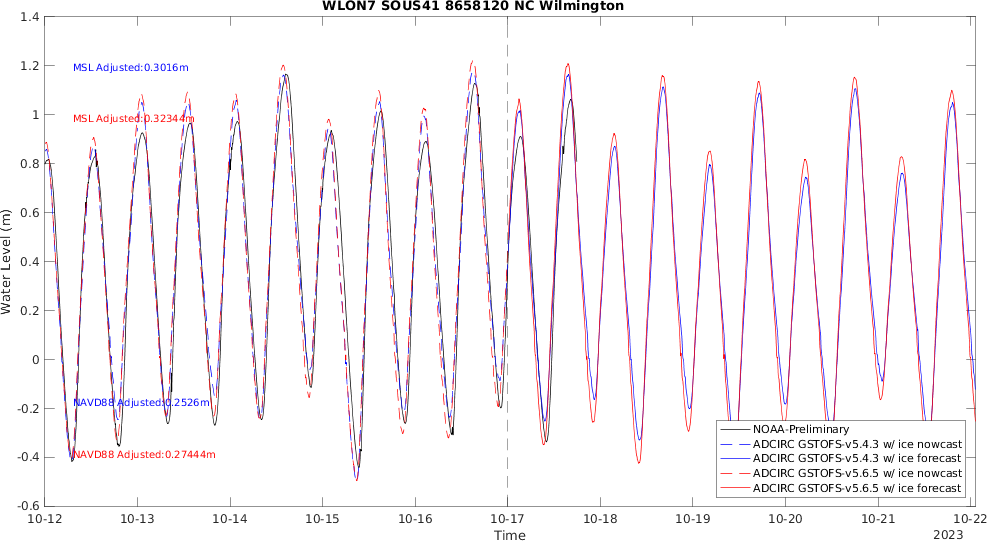 WLON7 SOUS41 8658120 NC Wilmington
1.4
1.2
1
0.8
0.6
0.4
0.2
0
-0.2
-0.4
-0.6
Water Level (m)
MSL Adjusted:0.3016m
MSL Adjusted:0.32344m
NAVD88 Adjusted:0.2526m
NAVD88 Adjusted:0.27444m
NOAA-Preliminary
ADCIRC GSTOFS-v5.4.3 w/ ice nowcast
ADCIRC GSTOFS-v5.4.3 w/ ice forecast
ADCIRC GSTOFS-v5.6.5 w/ ice nowcast
ADCIRC GSTOFS-v5.6.5 w/ ice forecast
10-12 10-13 10-14 10-15 10-16 10-17 10-18 10-19 10-20 10-21 10-22
Time
2023